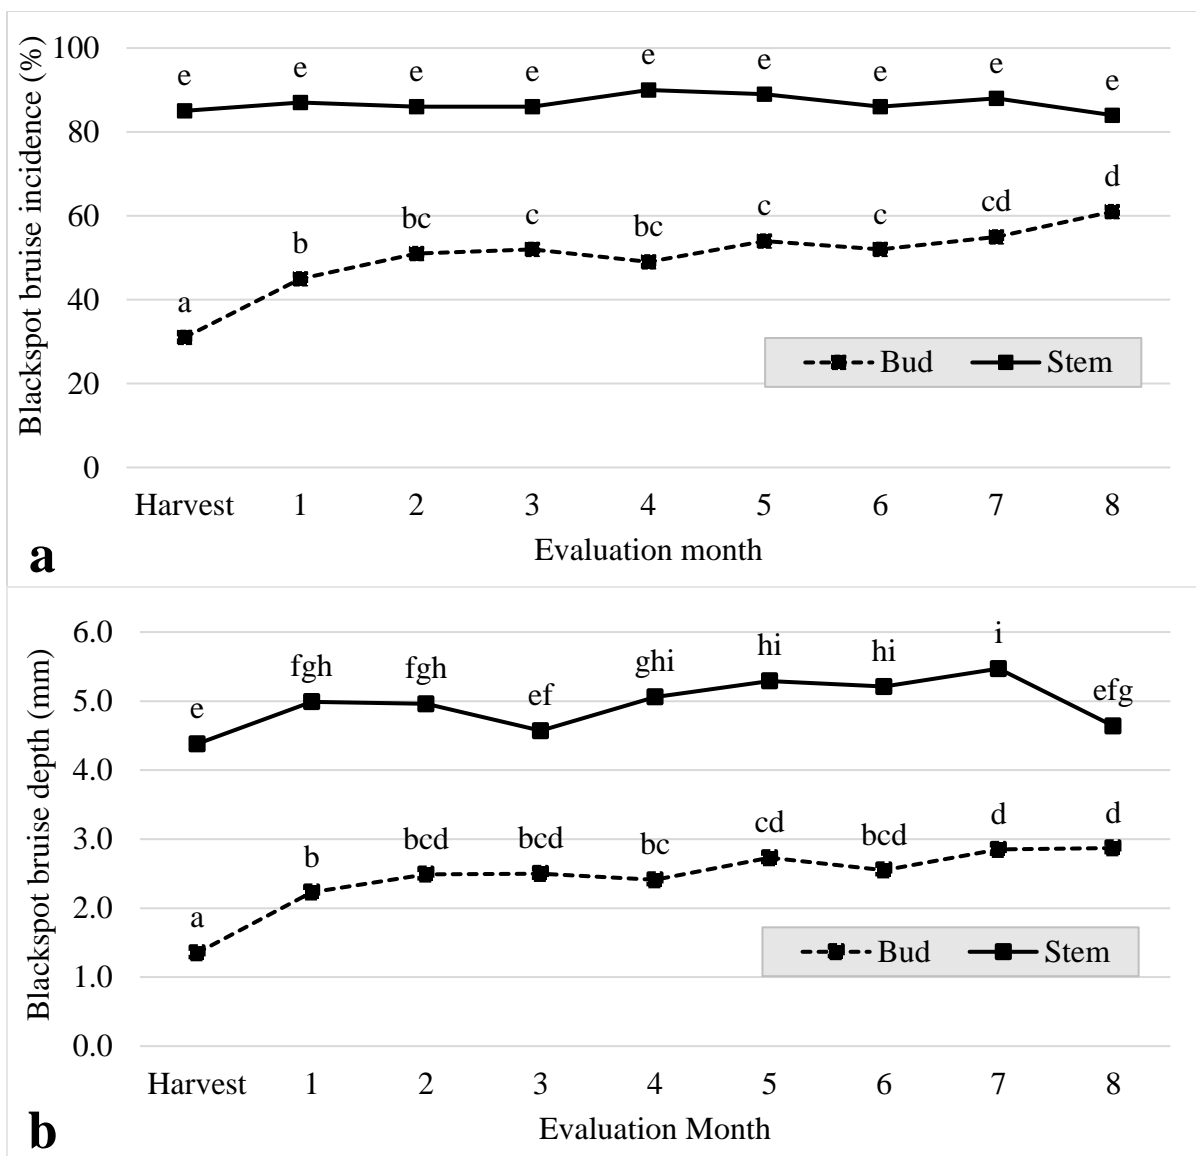 Blackspot bruise incidence (%)
100
80
60
40
20
0
e e e e e e e e e
a b bc c bc c c cd d
Bud Stem
Harvest 1 2 3 4 5 6 7 8
Evaluation month
a
Blackspot bruise depth (mm)
6.0
5.0
4.0
3.0
2.0
1.0
0.0
e fgh fgh ef ghi hi hi i efg
a b bcd bcd bc cd bcd d d
Bud Stem
Harvest 1 2 3 4 5 6 7 8
Evaluation Month
b